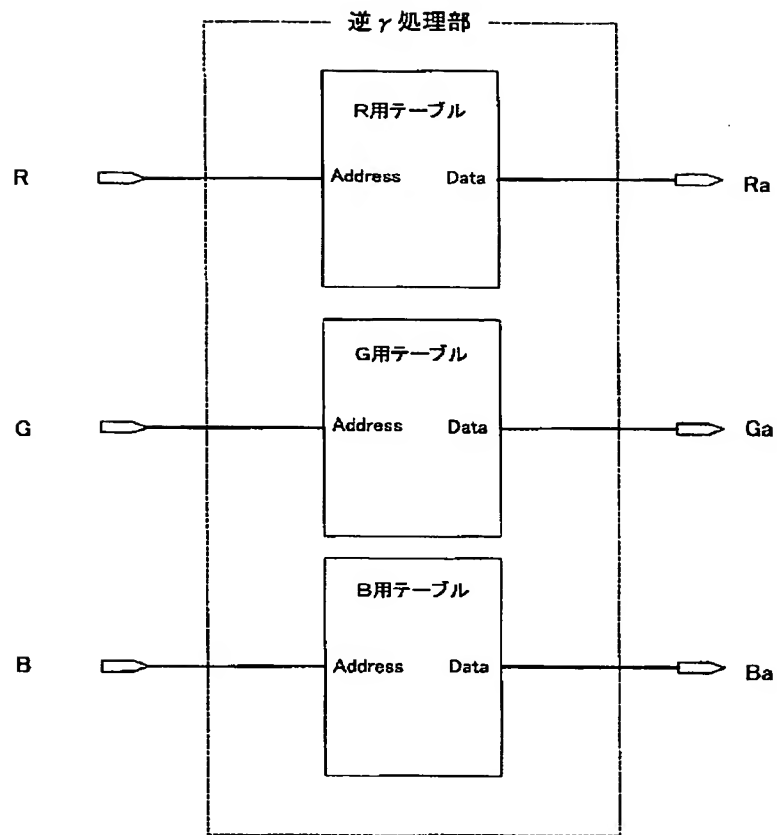 逆γ処理部
R用テーブル
R Address Data Ra
G用テーブル
G Address Data Ga
B用テーブル
B Address Data Ba